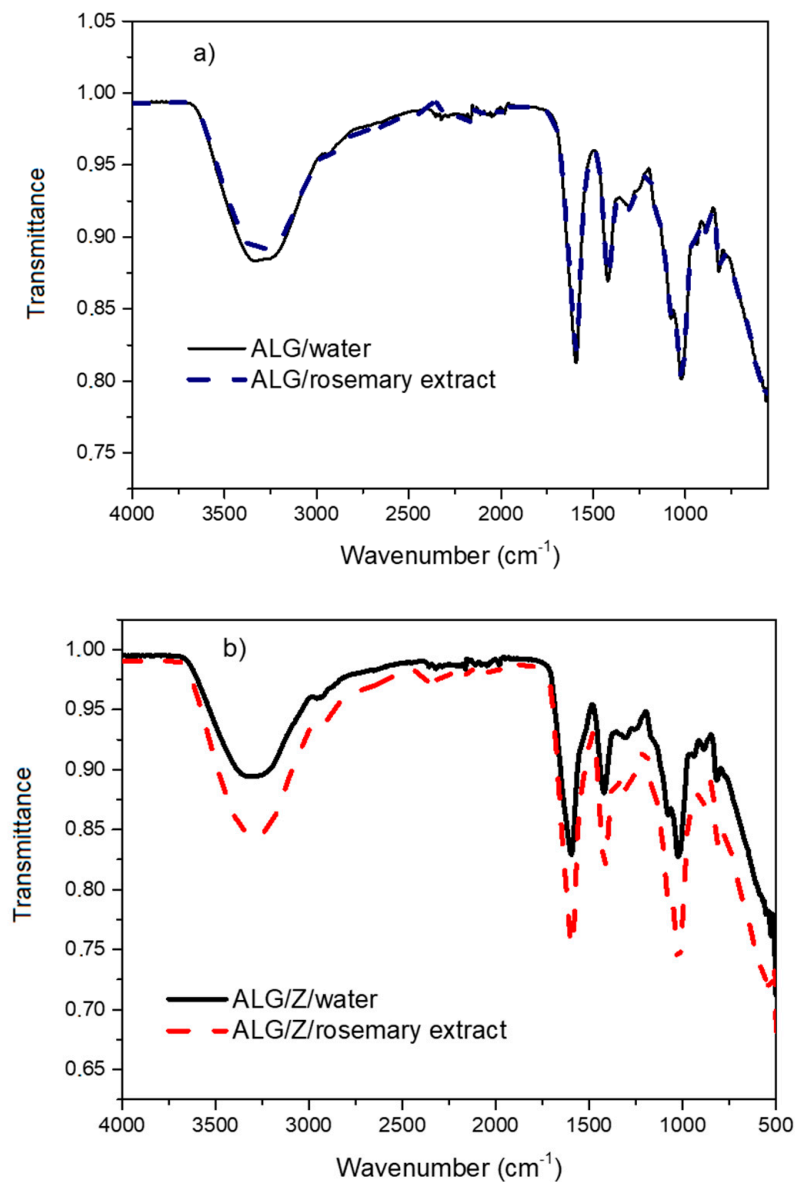 1.05
a)
1.00
0.95
0.90
0.85
0.80
0.75
Transmittance
ALG/water
ALG/rosemary extract
4000 3500 3000 2500 2000 1500 1000
Wavenumber (cm-1)
b)
1.00
0.95
0.90
0.85
0.80
0.75
0.70
0.65
Transmittance
ALG/Z/water
ALG/Z/rosemary extract
4000 3500 3000 2500 2000 1500 1000 500
Wavenumber (cm-1)